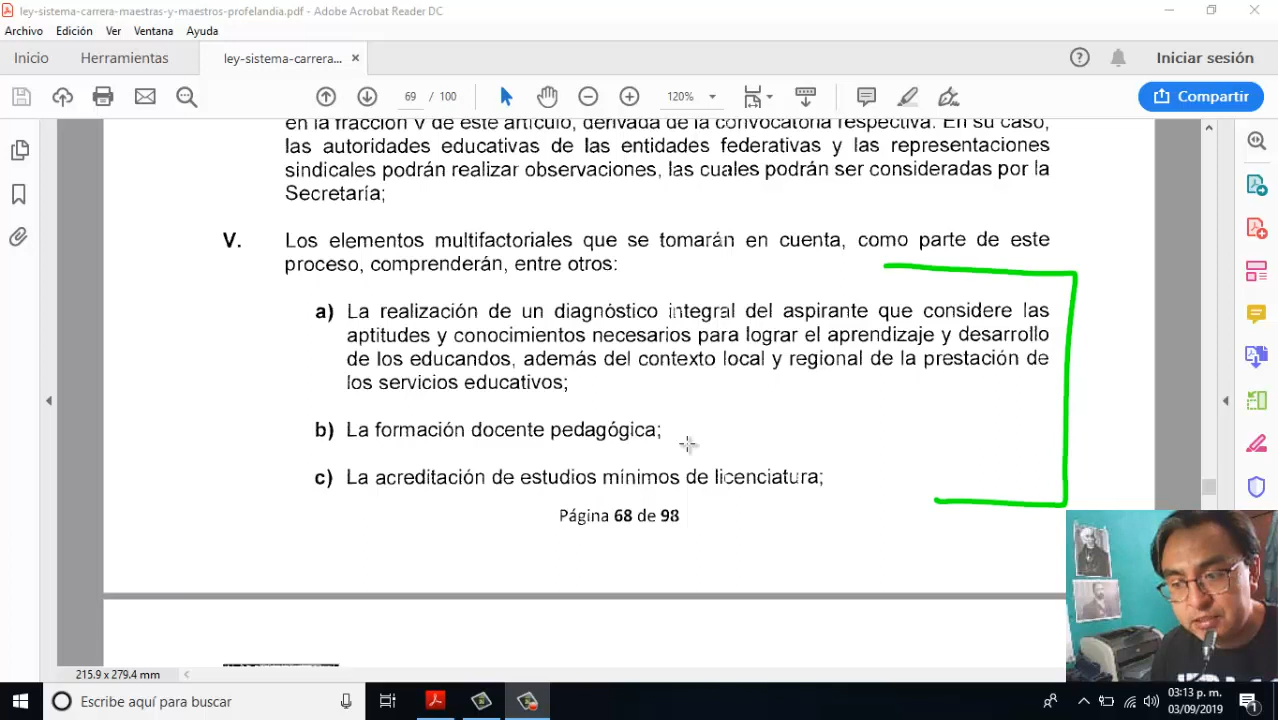 ley-sistema-carrera-maestras-y-maestros-profelandia.pdf - Adobe Acrobat Reader DC
Archivo Edición Ver Ventana Ayuda
Inicio Herramientas ley-sistema-carrera... × Iniciar sesión
69 / 100 120% Compartir
en la fracción V de este artículo, derivada de la convocatoria respectiva. En su caso,
las autoridades educativas de las entidades federativas y las representaciones
sindicales podrán realizar observaciones, las cuales podrán ser consideradas por la
Secretaría;
V. Los elementos multifactoriales que se tomarán en cuenta, como parte de este
proceso, comprenderán, entre otros:
a) La realización de un diagnóstico integral del aspirante que considere las
aptitudes y conocimientos necesarios para lograr el aprendizaje y desarrollo
de los educandos, además del contexto local y regional de la prestación de
los servicios educativos;
b) La formación docente pedagógica;
c) La acreditación de estudios mínimos de licenciatura;
Página 68 de 98
215.9 x 279.4 mm
Escribe aquí para buscar
03:13 p. m.
03/09/2019
1